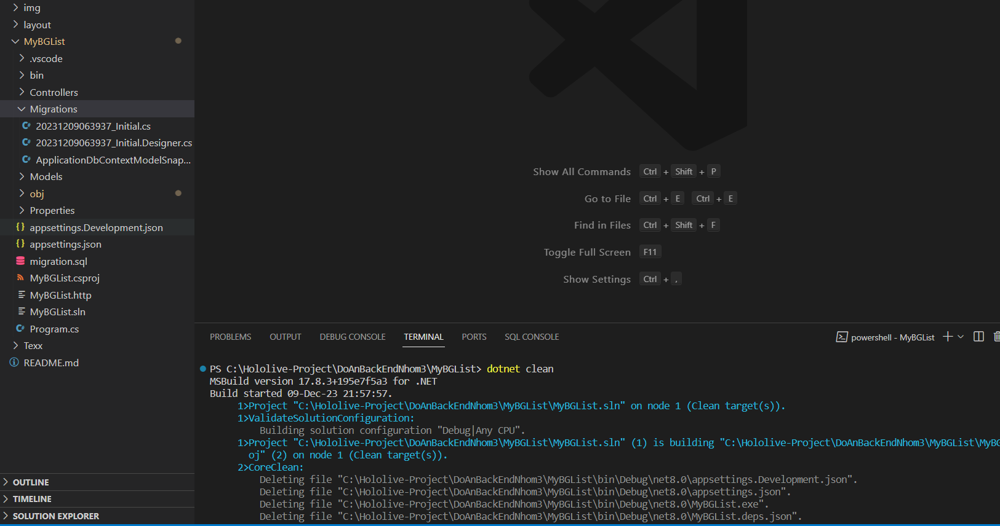 img
layout
MyBGList
.vscode
bin
Controllers
Migrations
20231209063937_Initial.cs
20231209063937_Initial.Designer.cs
ApplicationDbContextModelSnap...
Models
obj
Properties
appsettings.Development.json
appsettings.json
migration.sql
MyBGList.csproj
MyBGList.http
MyBGList.sln
Program.cs
Texx
README.md
OUTLINE
TIMELINE
SOLUTION EXPLORER
Show All Commands Ctrl + Shift + P
Go to File Ctrl + E Ctrl + E
Find in Files Ctrl + Shift + F
Toggle Full Screen F11
Show Settings Ctrl + ,
PROBLEMS OUTPUT DEBUG CONSOLE TERMINAL PORTS SQL CONSOLE powershell - MyBGList
PS C:\Hololive-Project\DoAnBackEndNhom3\MyBGList> dotnet clean
MSBuild version 17.8.3+195e7f5a3 for .NET
Build started 09-Dec-23 21:57:57.
1>Project "C:\Hololive-Project\DoAnBackEndNhom3\MyBGList\MyBGList.sln" on node 1 (Clean target(s)).
1>ValidateSolutionConfiguration:
Building solution configuration "Debug|Any CPU".
1>Project "C:\Hololive-Project\DoAnBackEndNhom3\MyBGList\MyBGList.sln" (1) is building "C:\Hololive-Project\DoAnBackEndNhom3\MyBGList\MyBG
oj" (2) on node 1 (Clean target(s)).
2>CoreClean:
Deleting file "C:\Hololive-Project\DoAnBackEndNhom3\MyBGList\bin\Debug\net8.0\appsettings.Development.json".
Deleting file "C:\Hololive-Project\DoAnBackEndNhom3\MyBGList\bin\Debug\net8.0\appsettings.json".
Deleting file "C:\Hololive-Project\DoAnBackEndNhom3\MyBGList\bin\Debug\net8.0\MyBGList.exe".
Deleting file "C:\Hololive-Project\DoAnBackEndNhom3\MyBGList\bin\Debug\net8.0\MyBGList.deps.json".